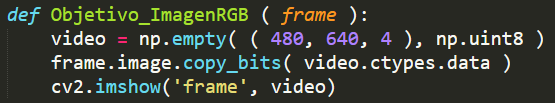 def Objetivo_ImagenRGB ( frame ):
    video = np.empty( ( 480, 640, 4 ), np.uint8 )
    frame.image.copy_bits( video.ctypes.data )
    cv2.imshow('frame', video)